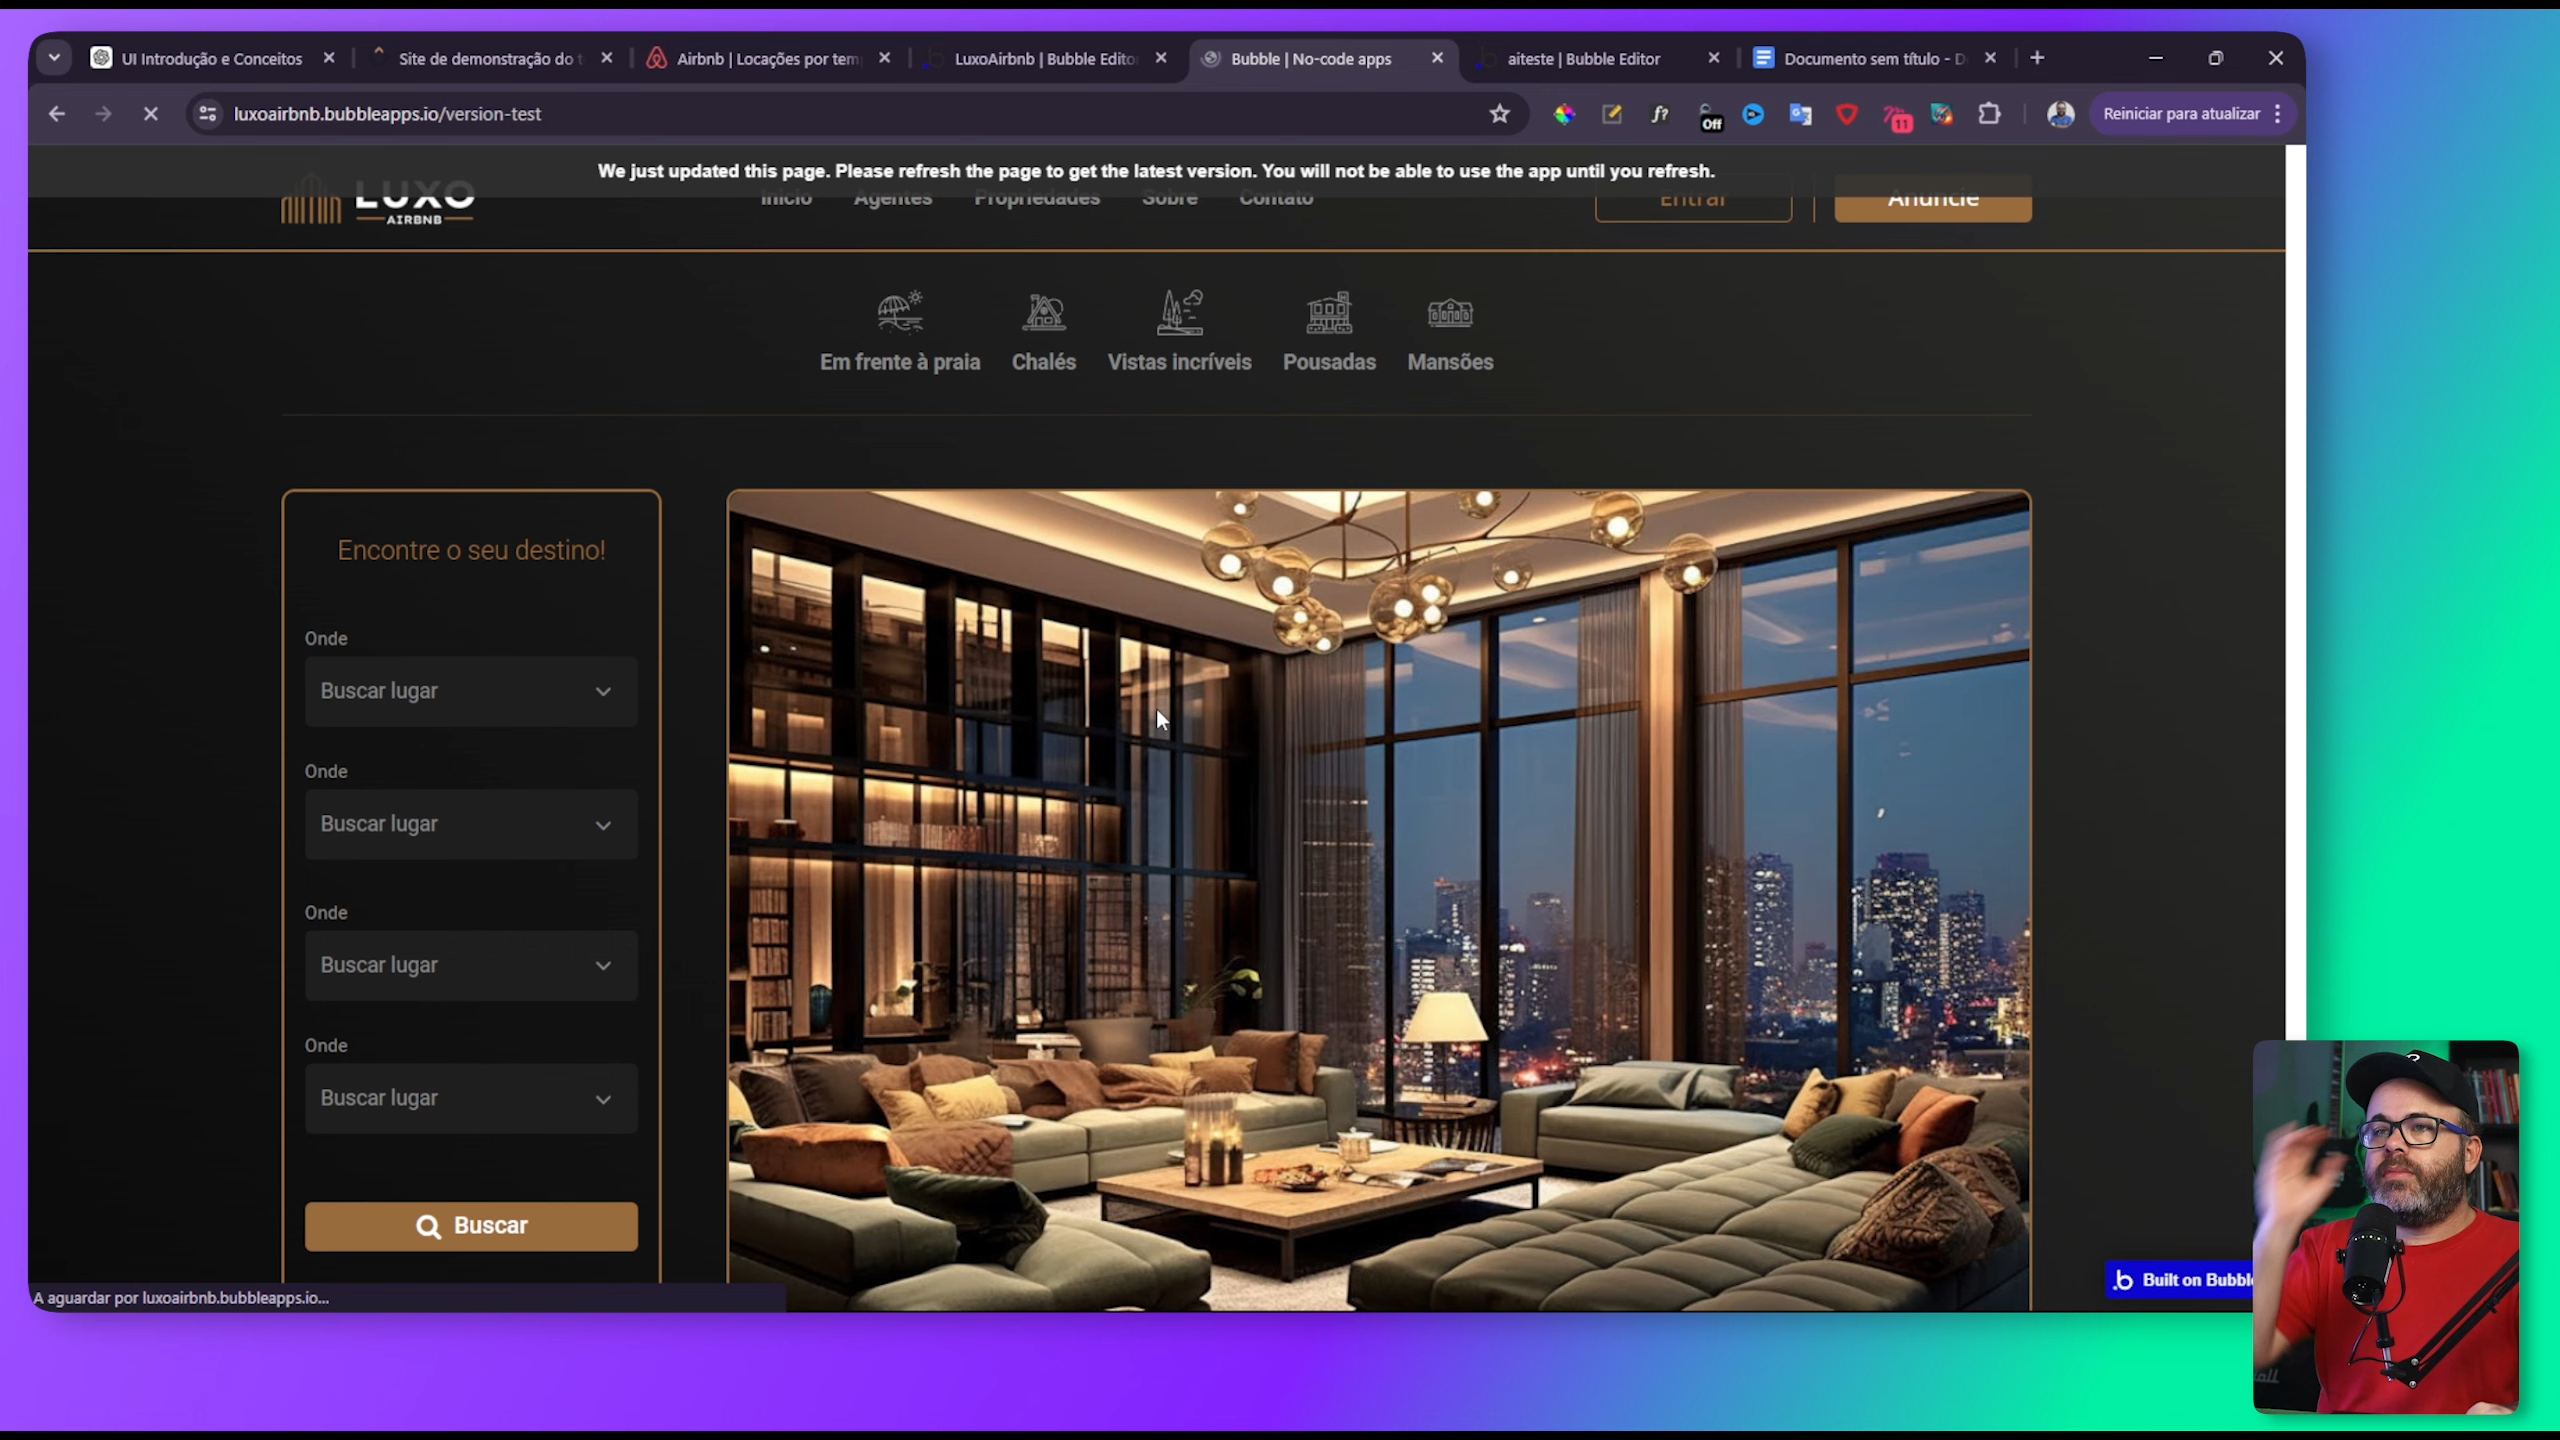 UI Introdução e Conceitos
Site de demonstração do t
Airbnb | Locações por tem
LuxoAirbnb | Bubble Edito
Bubble | No-code apps
aiteste | Bubble Editor
Documento sem título - D
luxoairbnb.bubbleapps.io/version-test
f?
Off
11
Reiniciar para atualizar
We just updated this page. Please refresh the page to get the latest version. You will not be able to use the app until you refresh.
LUXO
AIRBNB
Início
Agentes
Propriedades
Sobre
Contato
Entrar
Anuncie
Em frente à praia
Chalés
Vistas incríveis
Pousadas
Mansões
Encontre o seu destino!
Onde
Buscar lugar
Onde
Buscar lugar
Onde
Buscar lugar
Onde
Buscar lugar
Buscar
Built on Bubble
A aguardar por luxoairbnb.bubbleapps.io...